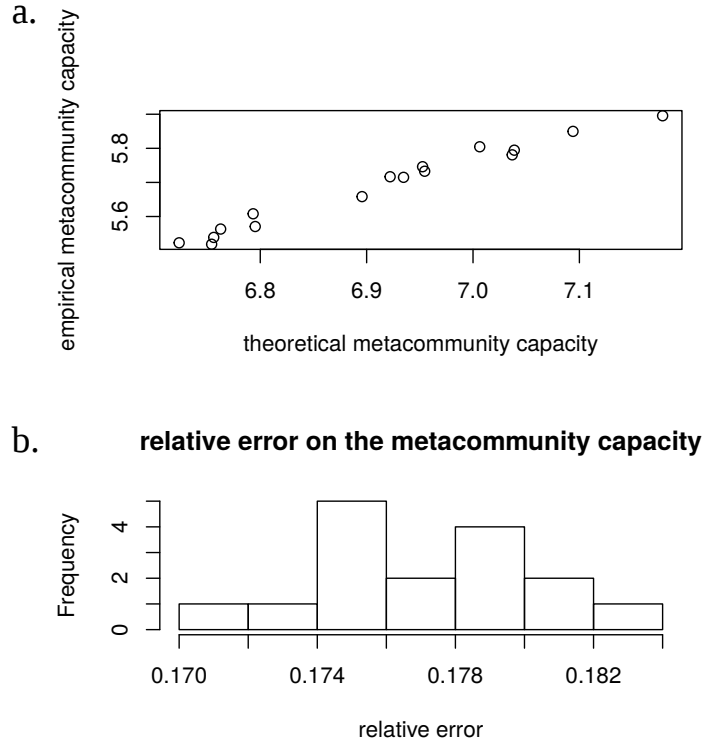 a.
empirical metacommunity capacity
5.8
5.6
6.8 6.9 7.0 7.1
theoretical metacommunity capacity
b.
relative error on the metacommunity capacity
Frequency
4
2
0
0.170 0.174 0.178 0.182
relative error